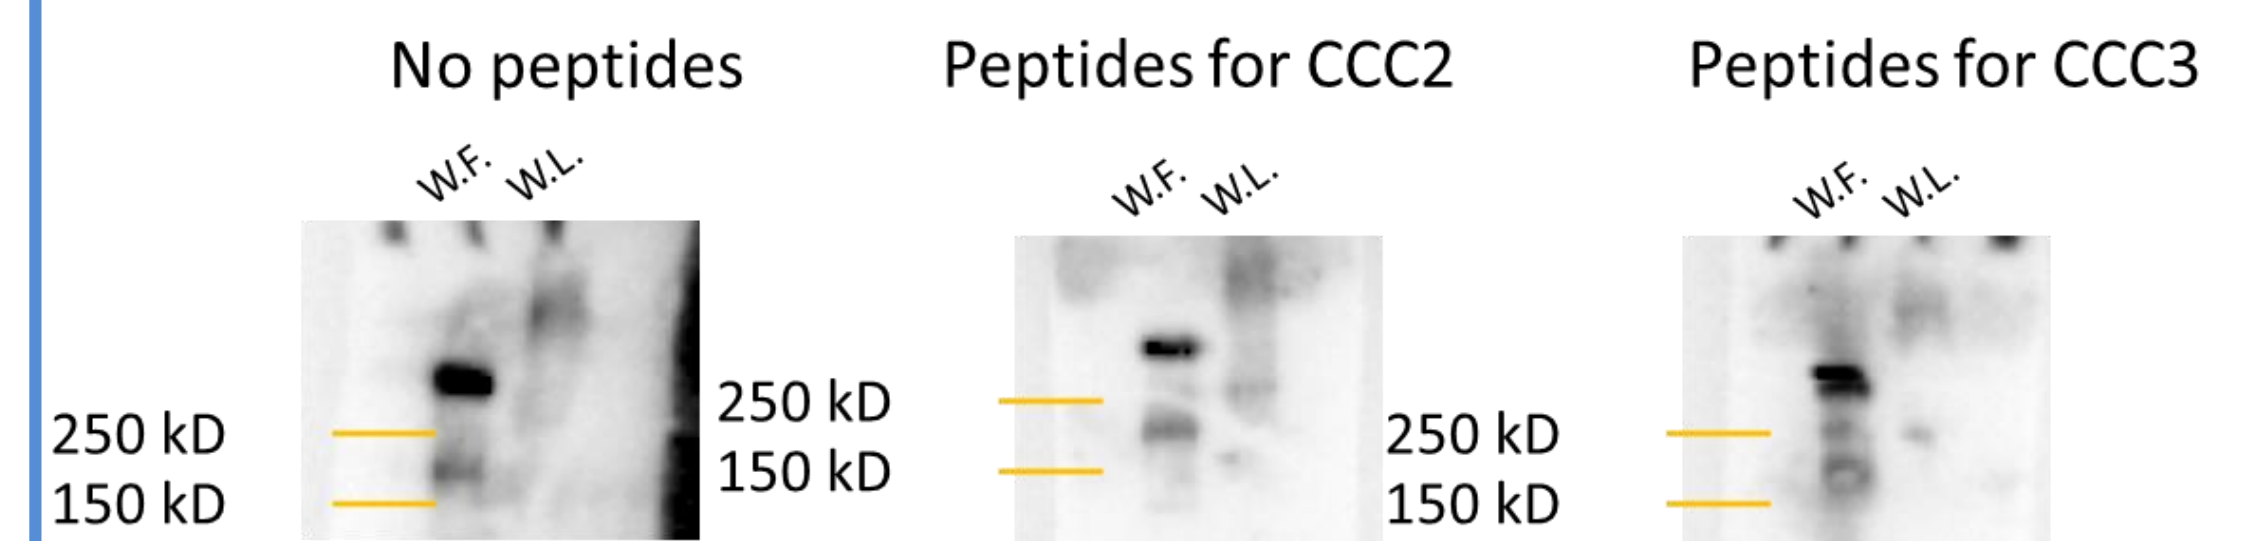 No peptides
Peptides for CCC2
Peptides for CCC3
W.F. W.L.
W.F. W.L.
W.F. W.L.
250 kD
150 kD
250 kD
150 kD
250 kD
150 kD